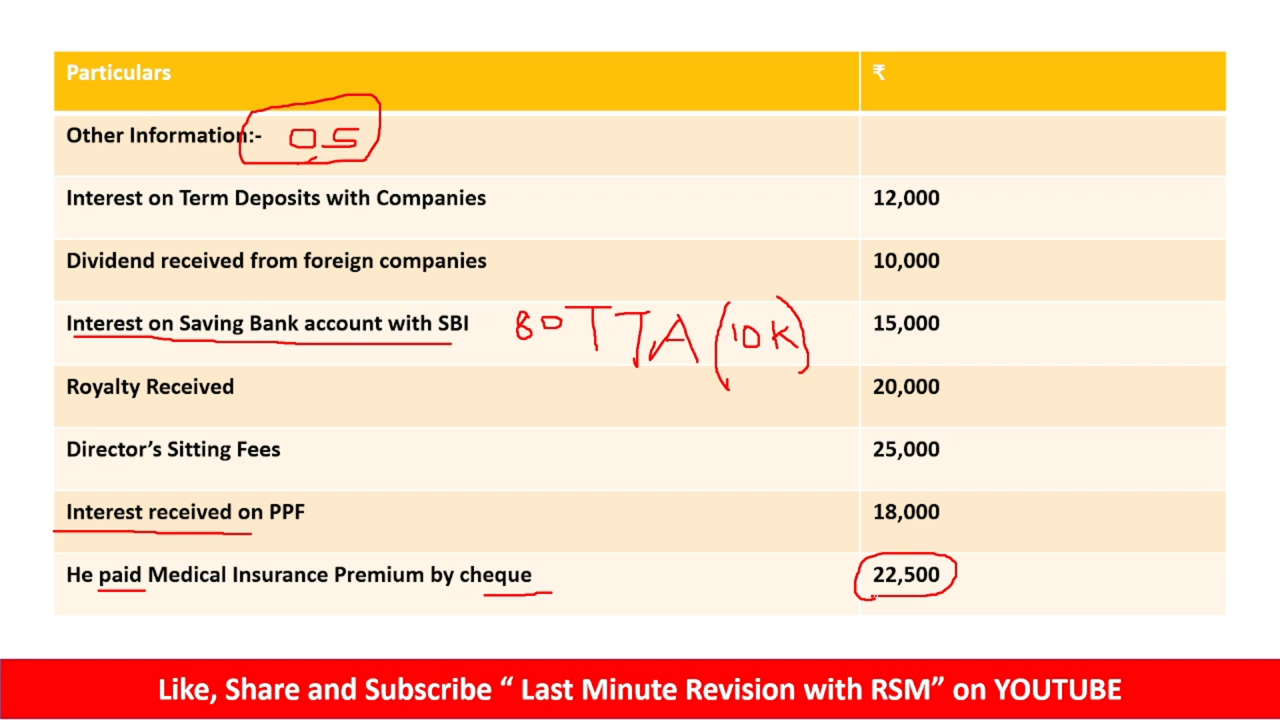 Particulars ₹
Other Information:- OS
Interest on Term Deposits with Companies 12,000
Dividend received from foreign companies 10,000
Interest on Saving Bank account with SBI 80TTA (10K) 15,000
Royalty Received 20,000
Director’s Sitting Fees 25,000
Interest received on PPF 18,000
He paid Medical Insurance Premium by cheque 22,500
Like, Share and Subscribe “ Last Minute Revision with RSM” on YOUTUBE